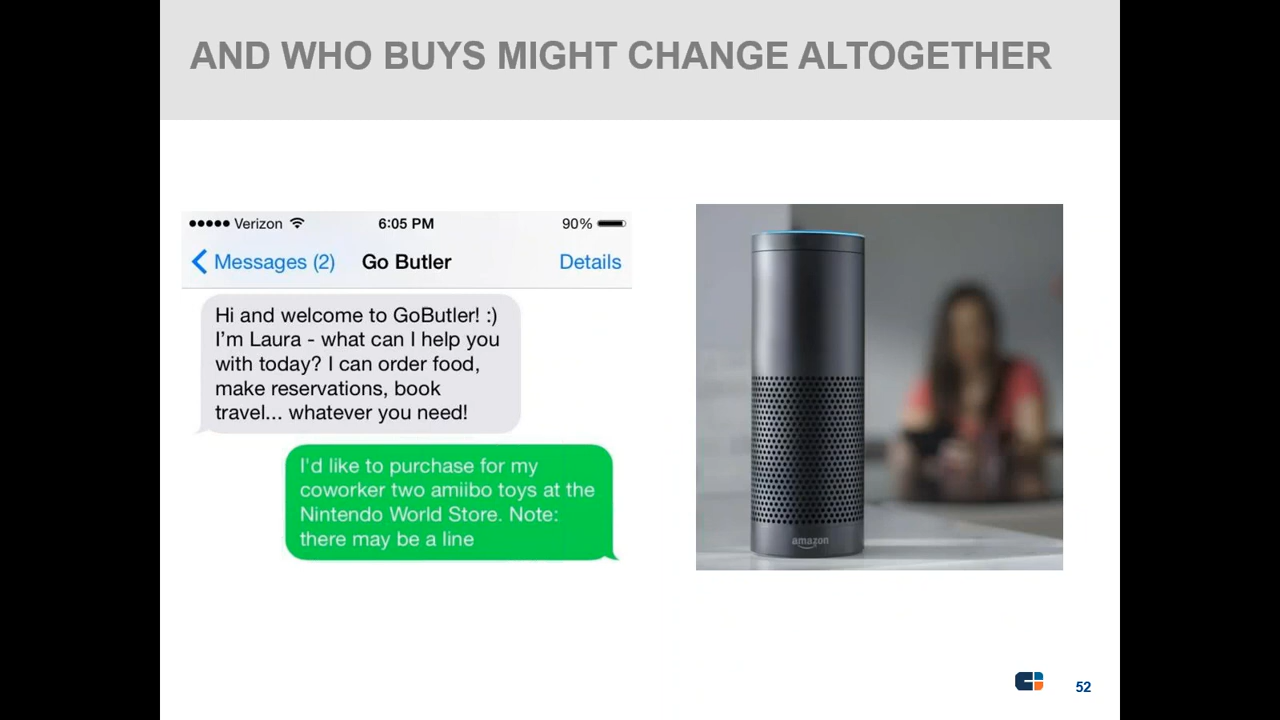 AND WHO BUYS MIGHT CHANGE ALTOGETHER
Verizon 6:05 PM 90%
Messages (2) Go Butler Details
Hi and welcome to GoButler! :)
I'm Laura - what can I help you
with today? I can order food,
make reservations, book
travel... whatever you need!
I'd like to purchase for my
coworker two amiibo toys at the
Nintendo World Store. Note:
there may be a line
amazon
52